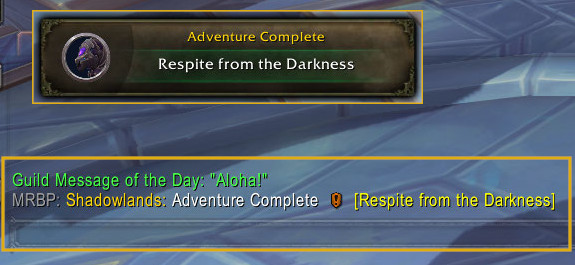 Adventure Complete
Respite from the Darkness
Guild Message of the Day: "Aloha!"
MRBP: Shadowlands: Adventure Complete [Respite from the Darkness]